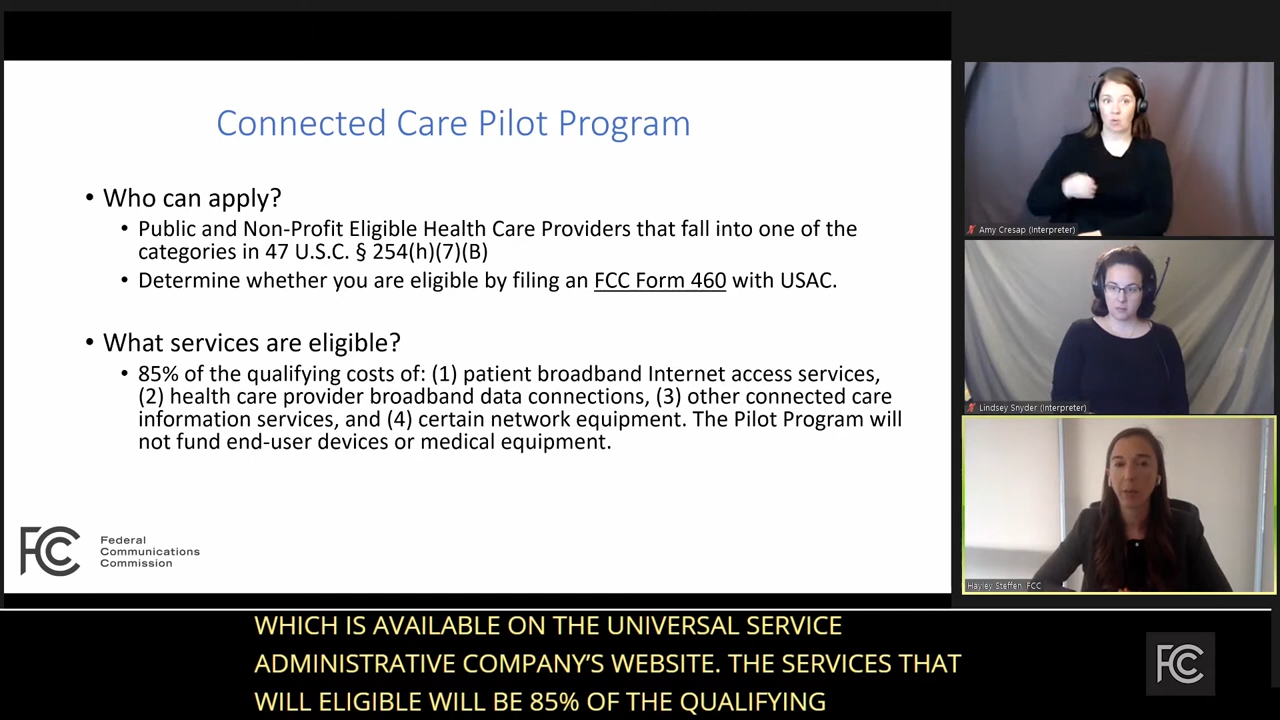 Connected Care Pilot Program
• Who can apply?
• Public and Non-Profit Eligible Health Care Providers that fall into one of the
categories in 47 U.S.C. § 254(h)(7)(B)
• Determine whether you are eligible by filing an FCC Form 460 with USAC.
• What services are eligible?
• 85% of the qualifying costs of: (1) patient broadband Internet access services,
(2) health care provider broadband data connections, (3) other connected care
information services, and (4) certain network equipment. The Pilot Program will
not fund end-user devices or medical equipment.
FCC
Federal
Communications
Commission
Amy Cresap (Interpreter)
Lindsey Snyder (Interpreter)
Hayley Steffen, FCC
WHICH IS AVAILABLE ON THE UNIVERSAL SERVICE
ADMINISTRATIVE COMPANY'S WEBSITE. THE SERVICES THAT
WILL ELIGIBLE WILL BE 85% OF THE QUALIFYING
FCC